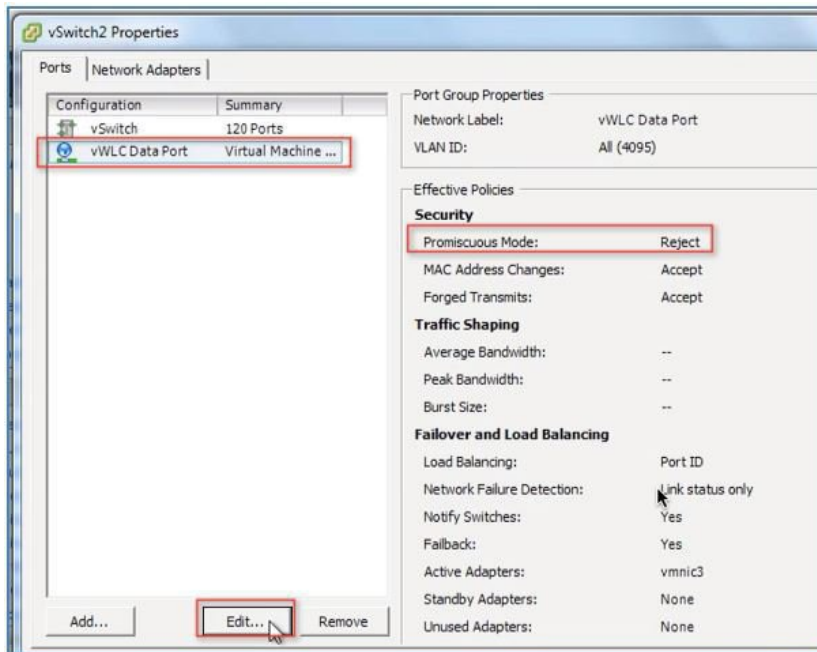 vSwitch2 Properties
Ports Network Adapters
Configuration Summary
vSwitch 120 Ports
vWLC Data Port Virtual Machine ...
Add... Edit... Remove
Port Group Properties
Network Label: vWLC Data Port
VLAN ID: All (4095)
Effective Policies
Security
Promiscuous Mode: Reject
MAC Address Changes: Accept
Forged Transmits: Accept
Traffic Shaping
Average Bandwidth: --
Peak Bandwidth: --
Burst Size: --
Failover and Load Balancing
Load Balancing: Port ID
Network Failure Detection: Link status only
Notify Switches: Yes
Failback: Yes
Active Adapters: vmnic3
Standby Adapters: None
Unused Adapters: None